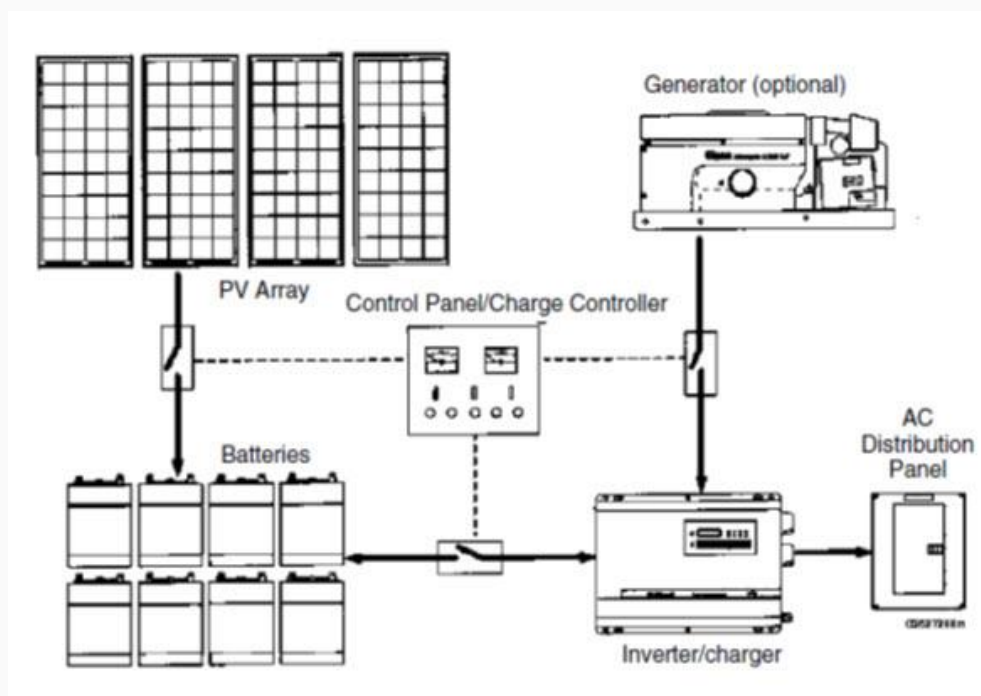 Generator (optional)
PV Array
Control Panel/Charge Controller
AC
Distribution
Panel
Batteries
Inverter/charger